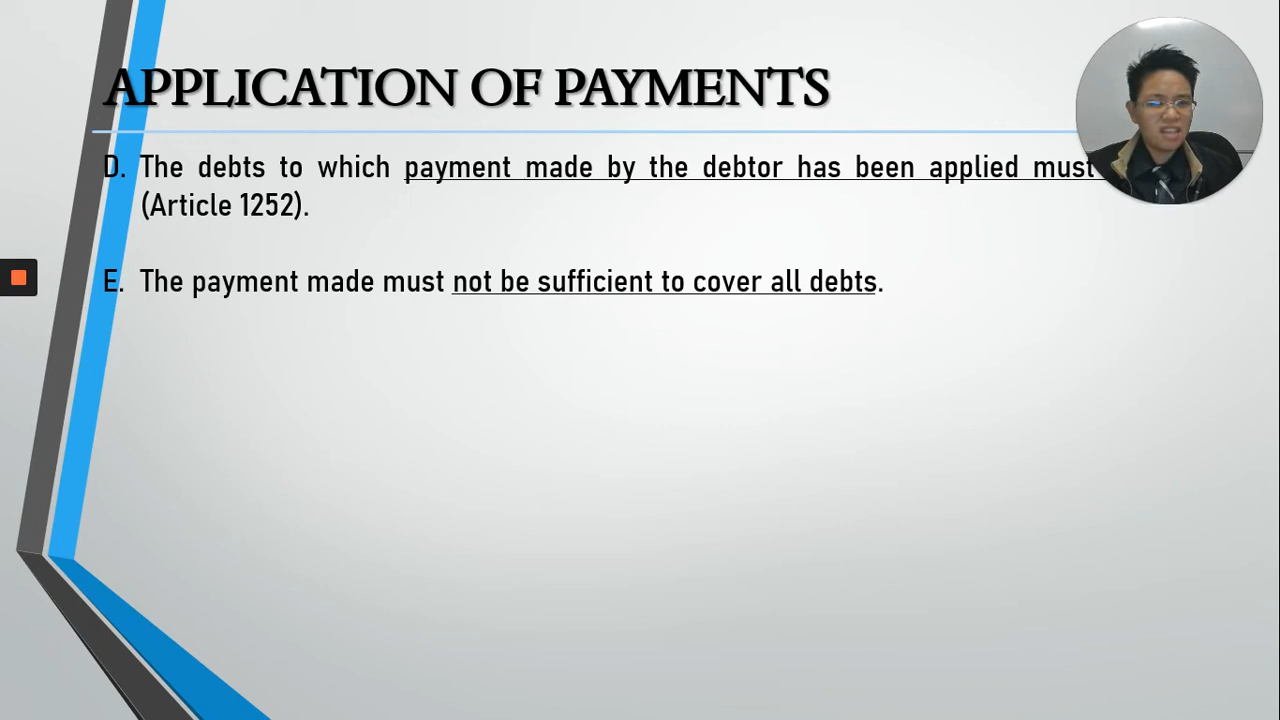 APPLICATION OF PAYMENTS
D. The debts to which payment made by the debtor has been applied must
(Article 1252).
E. The payment made must not be sufficient to cover all debts.